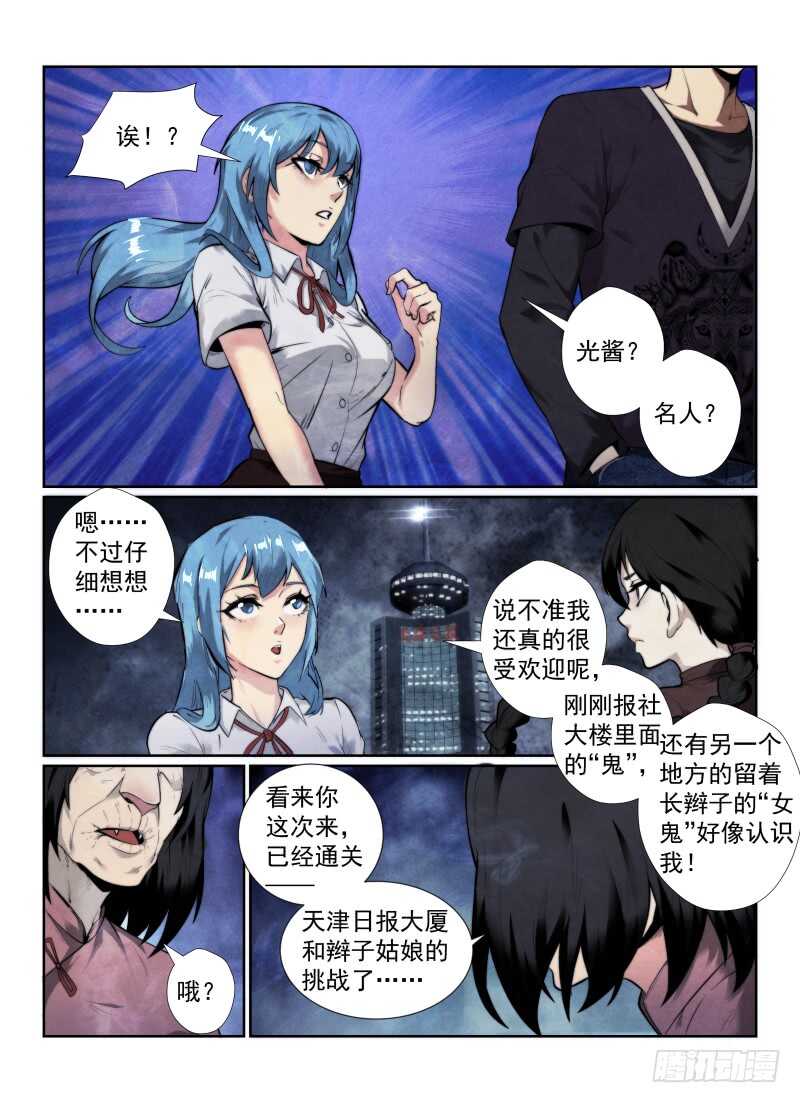 诶！？
光酱？
名人？
嗯……
不过仔
细想想
……
说不准我
还真的很
受欢迎呢，
刚刚报社
大楼里面
的“鬼”，
还有另一个
地方的留着
长辫子的“女
鬼”好像认识
我！
哦？
看来你
这次来，
已经通关
——
天津日报大厦
和辫子姑娘的
挑战了……
腾讯动漫